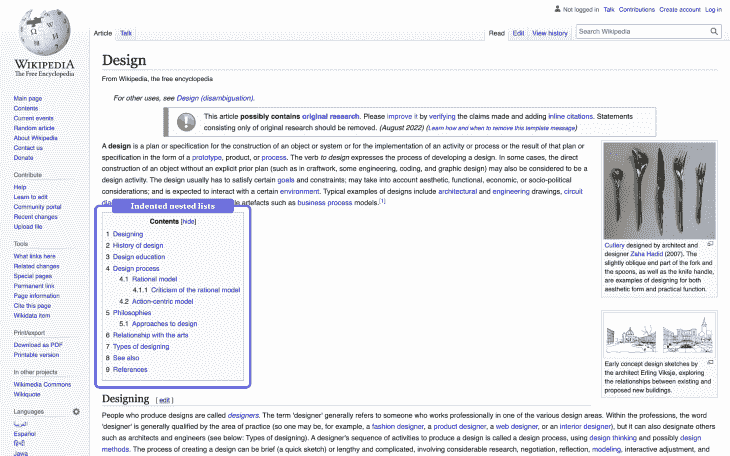 Not logged in Talk Contributions Create account Log in
WIKIPEDIA
The Free Encyclopedia
Article Talk
Read Edit View history
Search Wikipedia
Main page
Contents
Current events
Random article
About Wikipedia
Contact us
Donate
Contribute
Help
Learn to edit
Community portal
Recent changes
Upload file
Tools
What links here
Related changes
Special pages
Permanent link
Page information
Cite this page
Wikidata item
Print/export
Download as PDF
Printable version
In other projects
Wikimedia Commons
Wikiquote
Languages
العربية
Español
हिन्दी
Jawa
Design
From Wikipedia, the free encyclopedia
For other uses, see Design (disambiguation).
This article possibly contains original research. Please improve it by verifying the claims made and adding inline citations. Statements
consisting only of original research should be removed. (August 2022) (Learn how and when to remove this template message)
A design is a plan or specification for the construction of an object or system or for the implementation of an activity or process or the result of that plan or
specification in the form of a prototype, product, or process. The verb to design expresses the process of developing a design. In some cases, the direct
construction of an object without an explicit prior plan (such as in craftwork, some engineering, coding, and graphic design) may also be considered to be a
design activity. The design usually has to satisfy certain goals and constraints; may take into account aesthetic, functional, economic, or socio-political
considerations; and is expected to interact with a certain environment. Typical examples of designs include architectural and engineering drawings, circuit
artefacts such as business process models.[1]
Indented nested lists
Contents [hide]
1 Designing
2 History of design
3 Design education
4 Design process
4.1 Rational model
4.1.1 Criticism of the rational model
4.2 Action-centric model
5 Philosophies
5.1 Approaches to design
6 Relationship with the arts
7 Types of designing
8 See also
9 References
Cutlery designed by architect and
designer Zaha Hadid (2007). The
slightly oblique end part of the fork and
the spoons, as well as the knife handle,
are examples of designing for both
aesthetic form and practical function.
Early concept design sketches by
the architect Erling Viksjø, exploring
the relationships between existing and
proposed new buildings.
Designing [ edit ]
People who produce designs are called designers. The term 'designer' generally refers to someone who works professionally in one of the various design areas. Within the professions, the word
'designer' is generally qualified by the area of practice (so one may be, for example, a fashion designer, a product designer, a web designer, or an interior designer), but it can also designate others
such as architects and engineers (see below: Types of designing). A designer's sequence of activities to produce a design is called a design process, using design thinking and possibly design
methods. The process of creating a design can be brief (a quick sketch) or lengthy and complicated, involving considerable research, negotiation, reflection, modeling, interactive adjustment, and